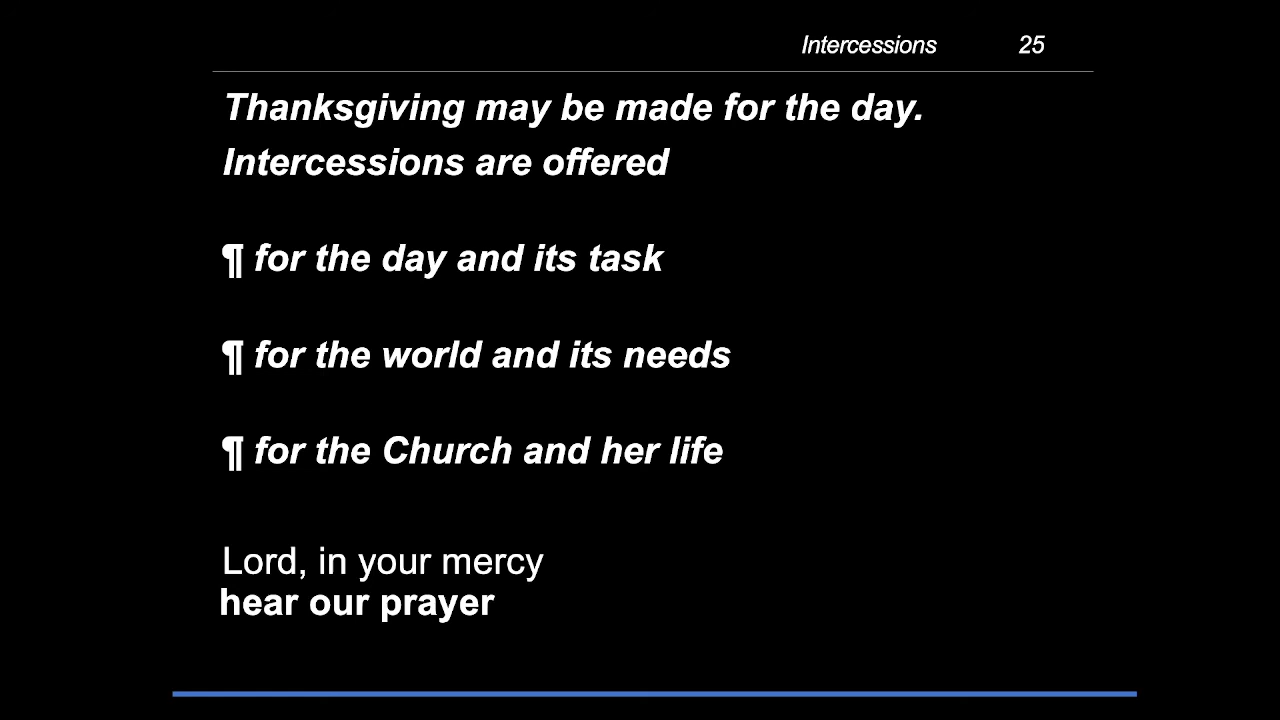 Intercessions 25
Thanksgiving may be made for the day.
Intercessions are offered
¶ for the day and its task
¶ for the world and its needs
¶ for the Church and her life
Lord, in your mercy
hear our prayer